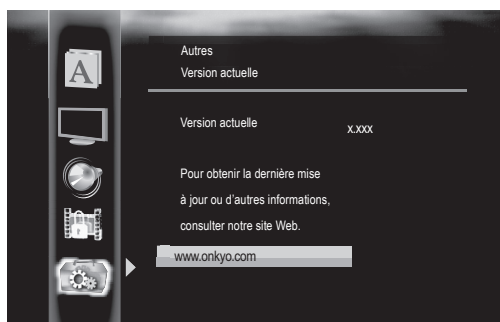 A
Autres
Version actuelle
Version actuelle x.xxx
Pour obtenir la dernière mise
à jour ou d'autres informations,
consulter notre site Web.
www.onkyo.com